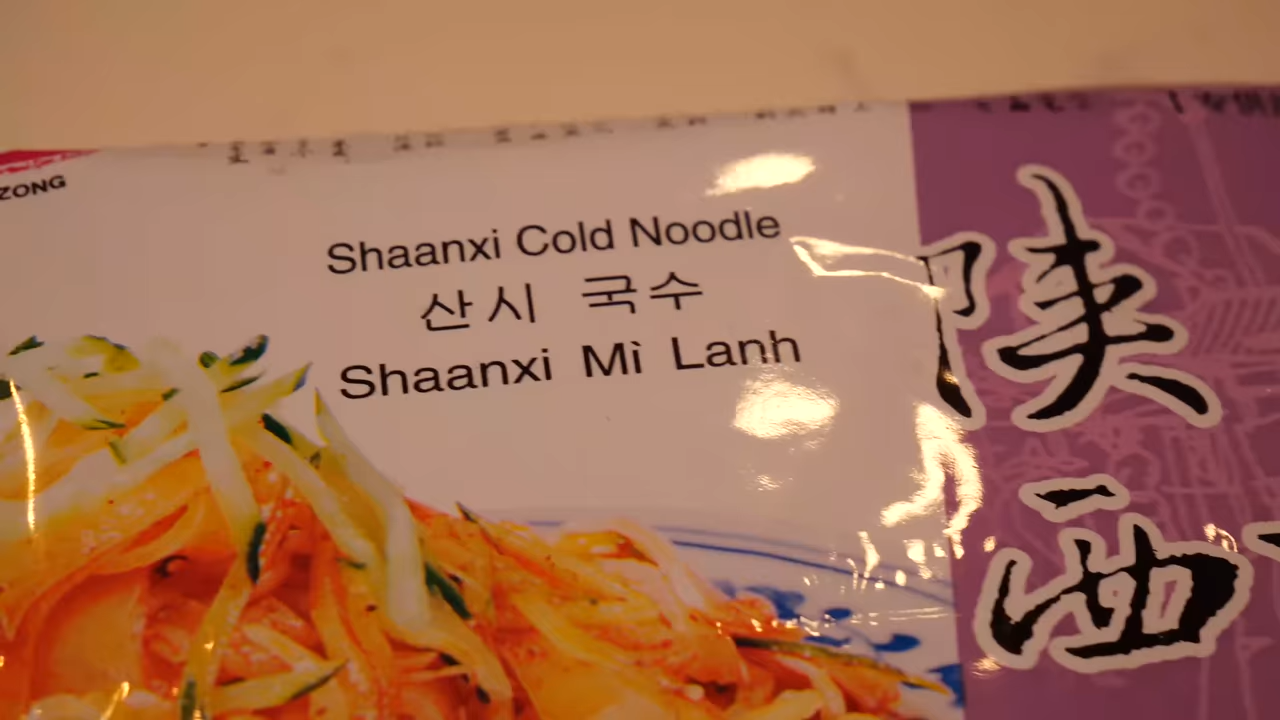 ZONG
Shaanxi Cold Noodle
산시 국수
Shaanxi Mì Lanh
陕西